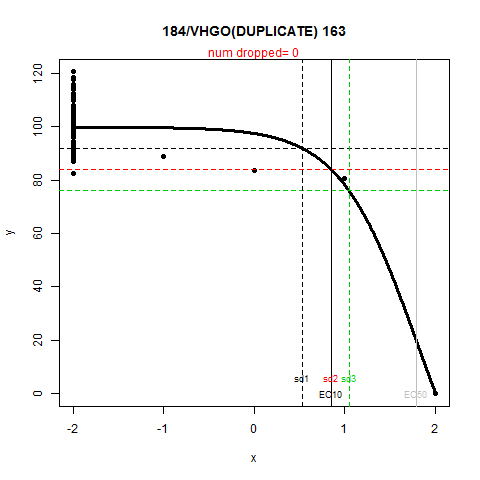 184/VHGO(DUPLICATE) 163
num dropped= 0
120
100
80
60
40
20
0
y
sd1 sd2 sd3
EC10 EC50
-2 -1 0 1 2
x